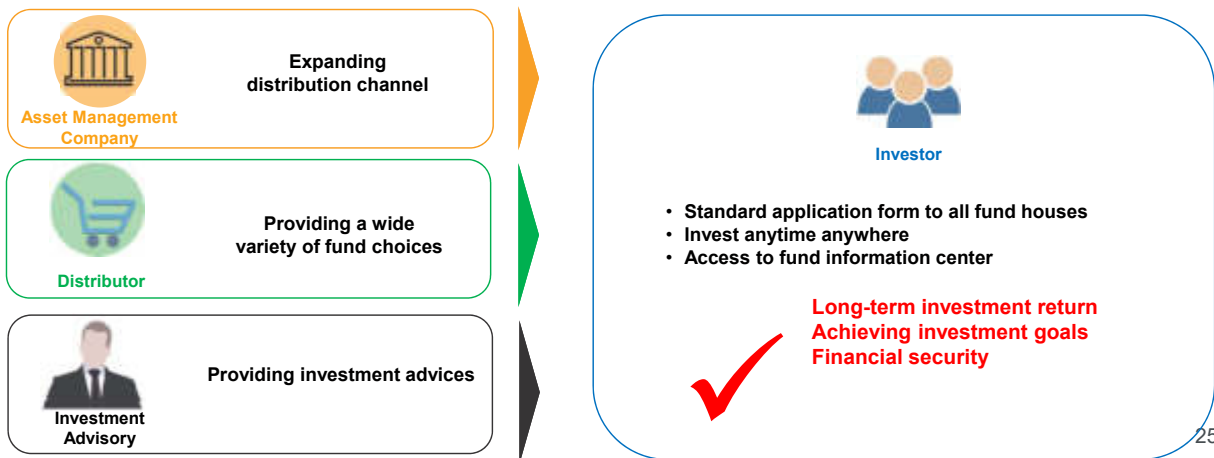 Expanding
distribution channel
Asset Management
Company
Providing a wide
variety of fund choices
Distributor
Providing investment advices
Investment
Advisory
Investor
• Standard application form to all fund houses
• Invest anytime anywhere
• Access to fund information center
Long-term investment return
Achieving investment goals
Financial security
25